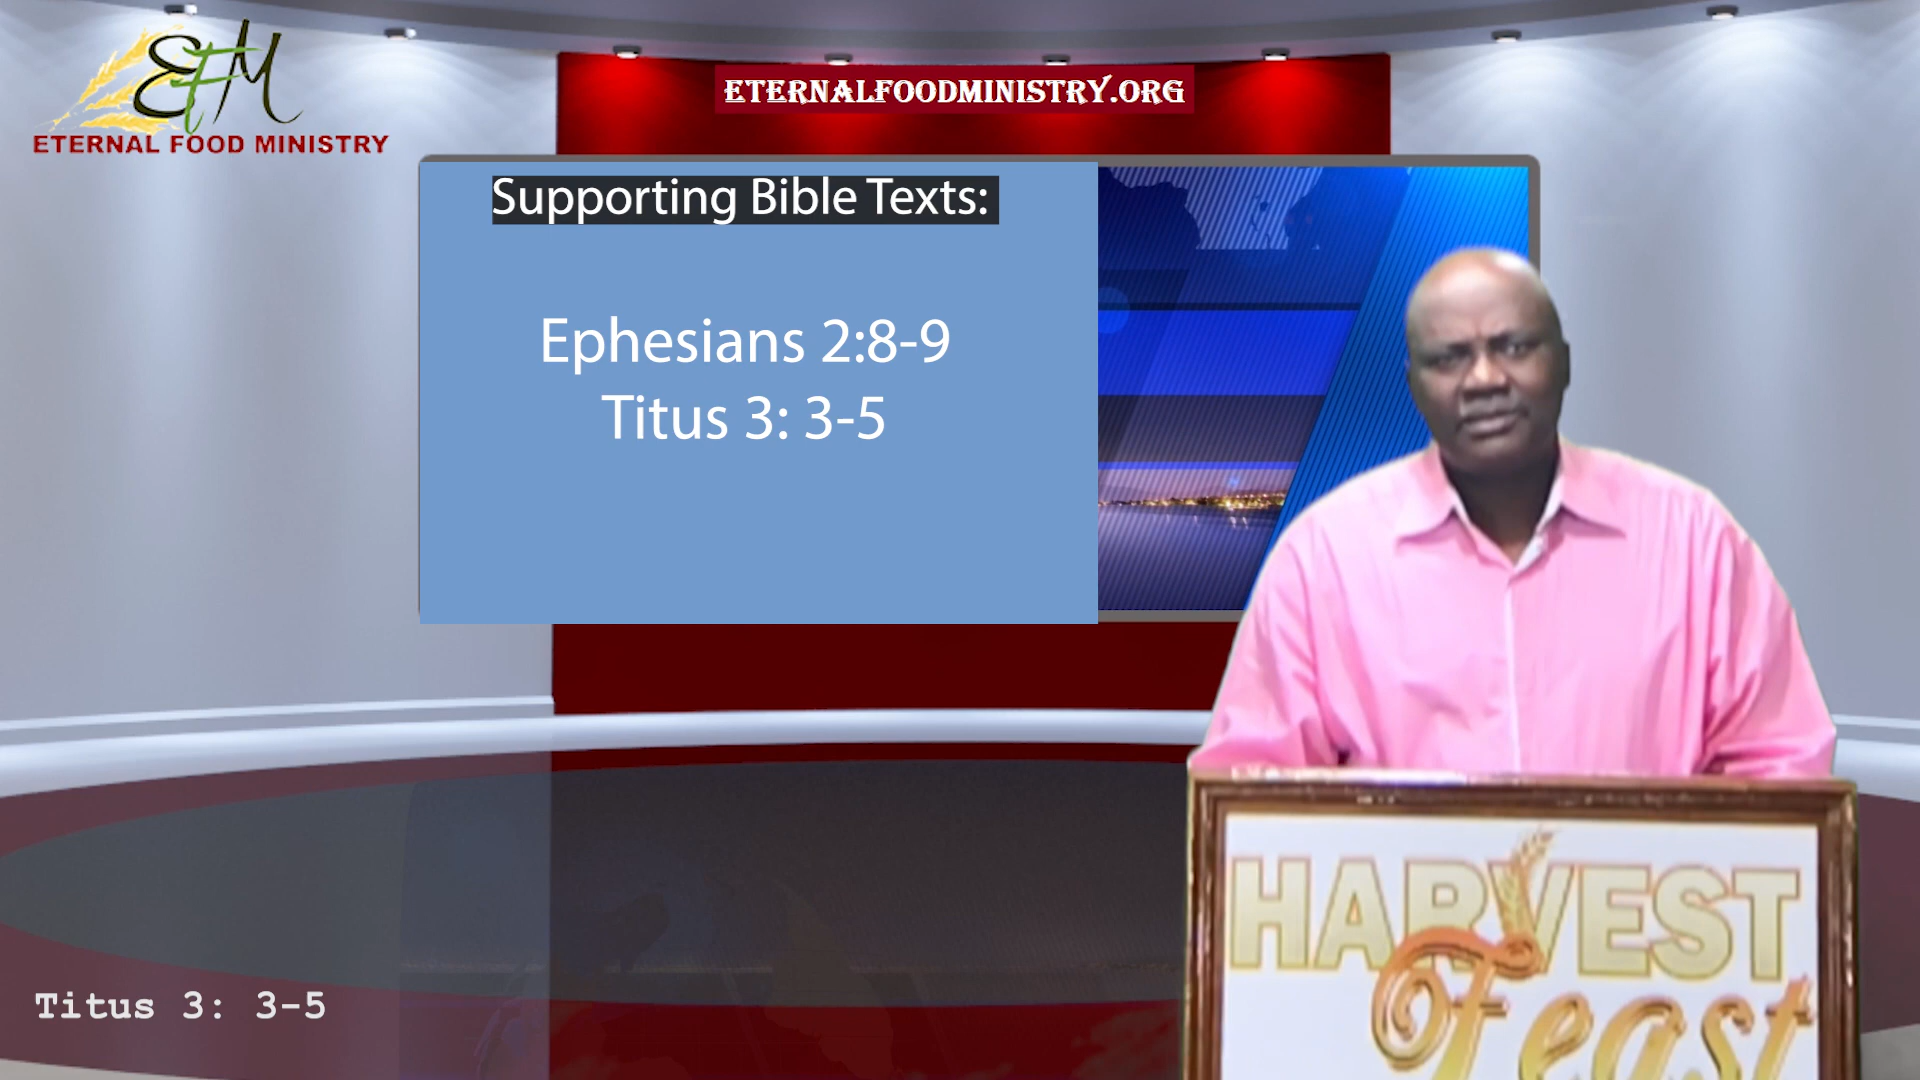 EFM
ETERNAL FOOD MINISTRY
ETERNALFOODMINISTRY.ORG
Supporting Bible Texts:
Ephesians 2:8-9
Titus 3: 3-5
HARVEST
Feast
Titus 3: 3-5